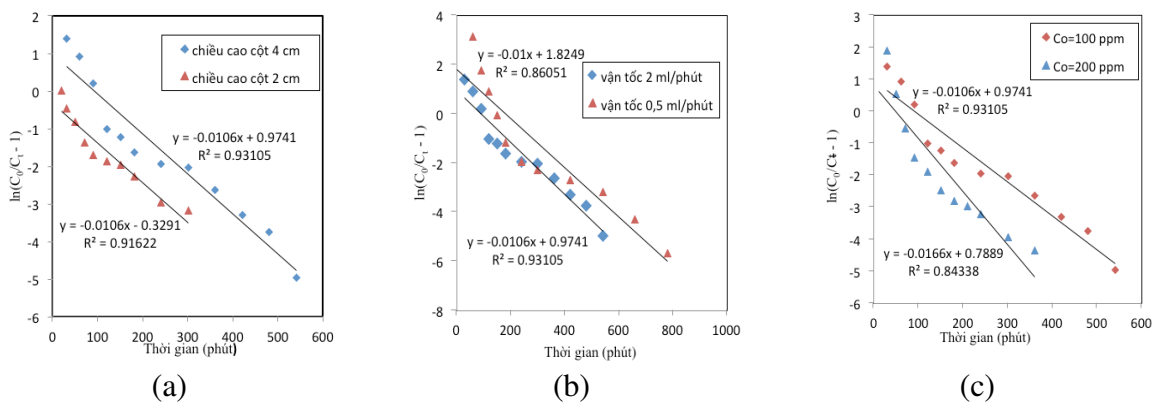 2
1
0
-1
-2
-3
-4
-5
-6
ln(C₀/Cₜ - 1)
chiều cao cột 4 cm
chiều cao cột 2 cm
y = -0.0106x + 0.9741
R² = 0.93105
y = -0.0106x - 0.3291
R² = 0.91622
0 100 200 300 400 500 600
Thời gian (phút)
(a)
4
2
0
-2
-4
-6
-8
ln(C₀/Cₜ - 1)
y = -0.01x + 1.8249
R² = 0.86051
vận tốc 2 ml/phút
vận tốc 0,5 ml/phút
y = -0.0106x + 0.9741
R² = 0.93105
0 200 400 600 800 1000
Thời gian (phút)
(b)
3
2
1
0
-1
-2
-3
-4
-5
-6
ln(C₀/Cₜ - 1)
Co=100 ppm
Co=200 ppm
y = -0.0106x + 0.9741
R² = 0.93105
y = -0.0166x + 0.7889
R² = 0.84338
0 100 200 300 400 500 600
Thời gian (phút)
(c)